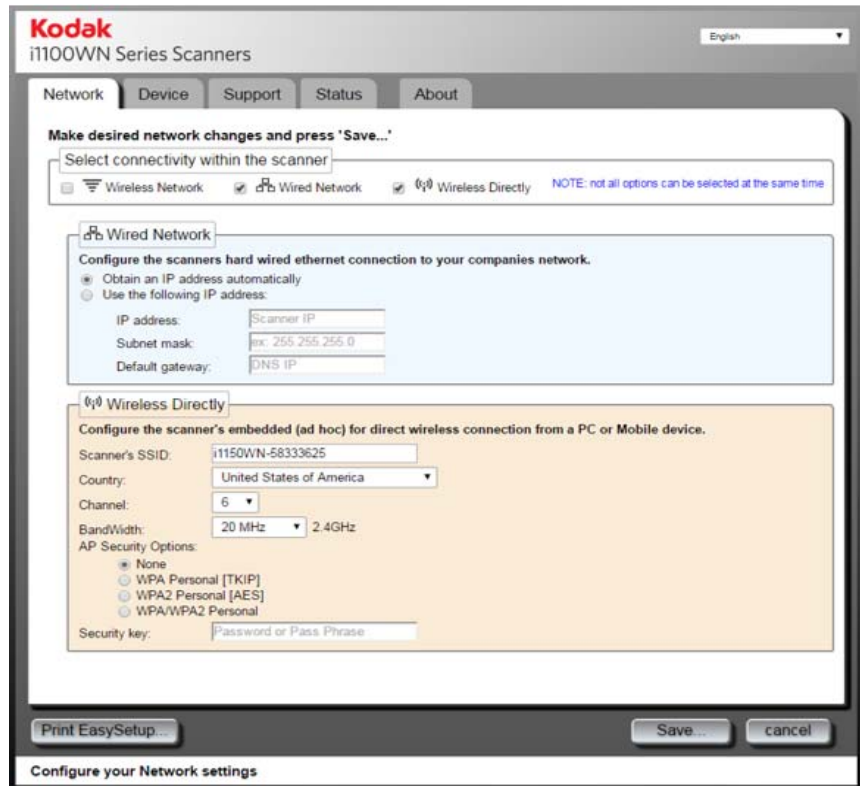 Kodak
i1100WN Series Scanners
English
Network Device Support Status About
Make desired network changes and press 'Save...'
Select connectivity within the scanner
Wireless Network Wired Network Wireless Directly NOTE: not all options can be selected at the same time
Wired Network
Configure the scanners hard wired ethernet connection to your companies network.
Obtain an IP address automatically
Use the following IP address:
IP address: Scanner IP
Subnet mask: ex: 255.255.255.0
Default gateway: DNS IP
Wireless Directly
Configure the scanner's embedded (ad hoc) for direct wireless connection from a PC or Mobile device.
Scanner's SSID: i1150WN-58333625
Country: United States of America
Channel: 6
BandWidth: 20 MHz 2.4GHz
AP Security Options:
None
WPA Personal [TKIP]
WPA2 Personal [AES]
WPA/WPA2 Personal
Security key: Password or Pass Phrase
Print EasySetup... Save... cancel
Configure your Network settings